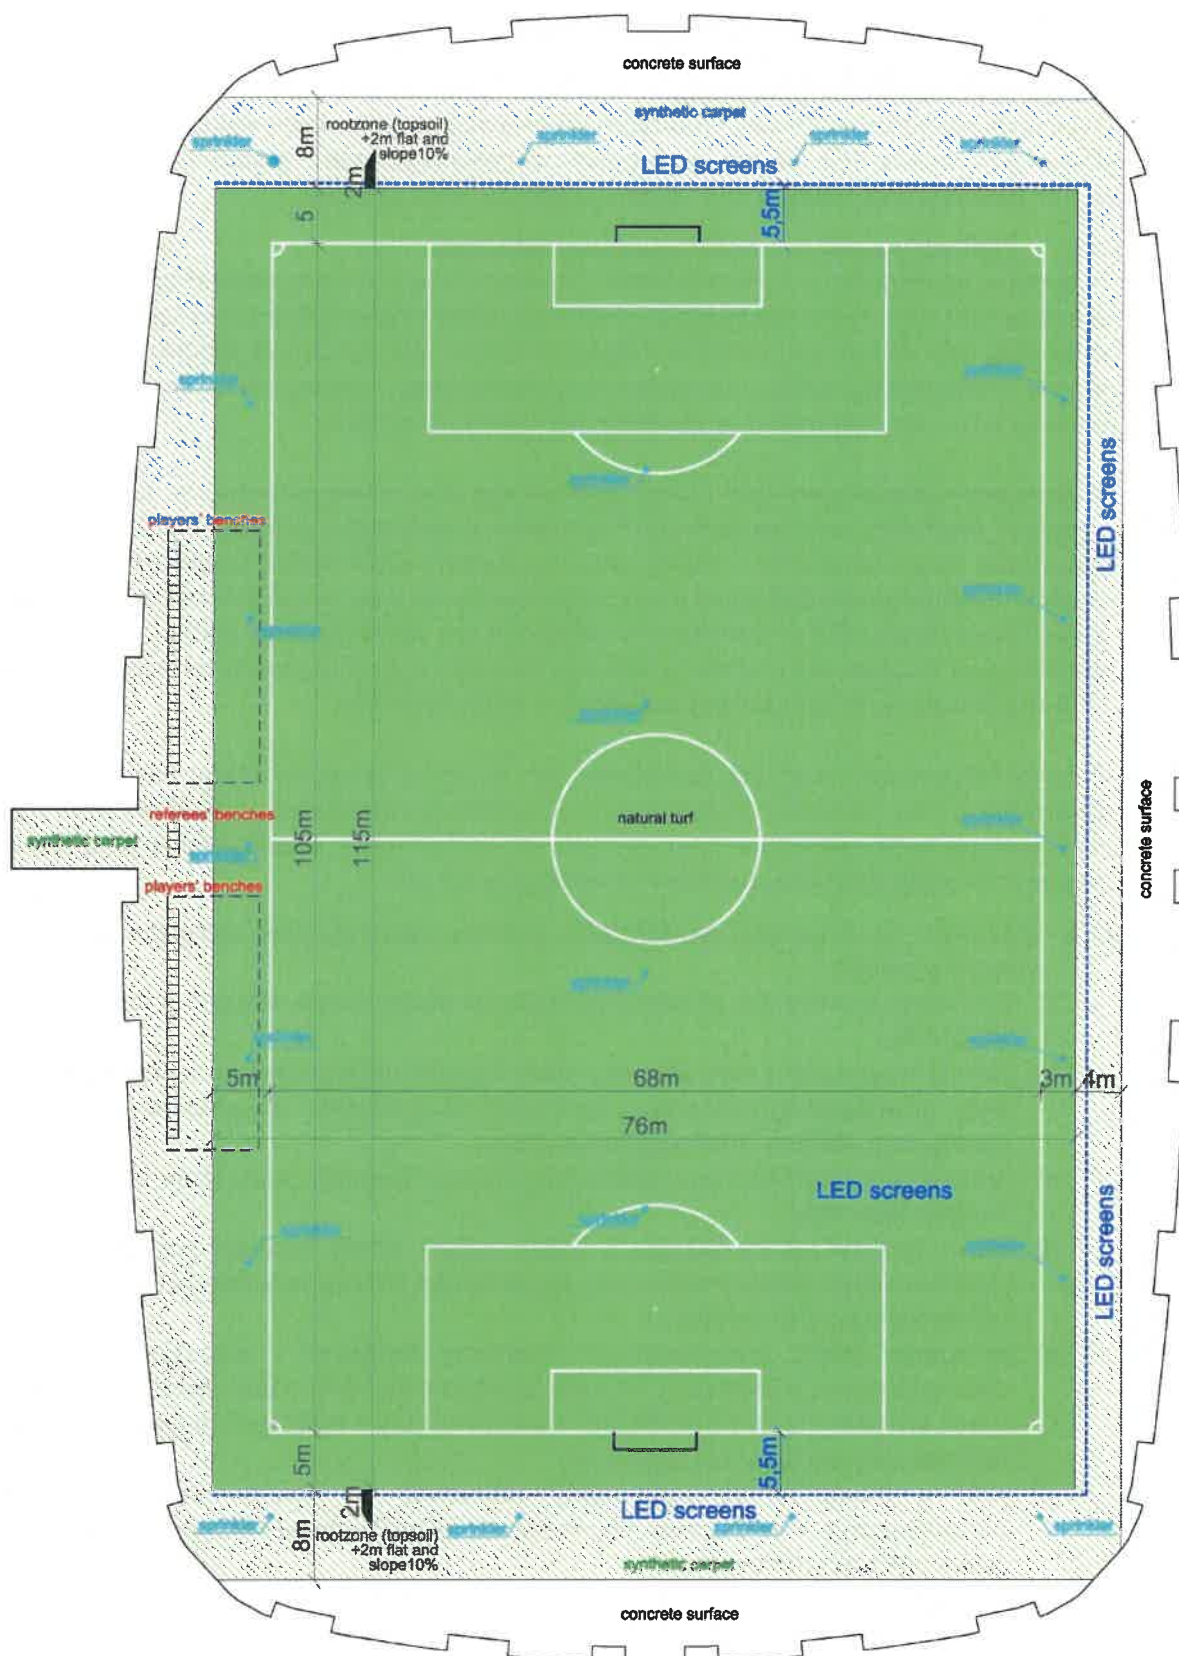 concrete surface
synthetic carpet
rootzone (topsoil)
+2m flat and
slope10%
8m
2m
sprinkler
sprinkler
sprinkler
sprinkler
LED screens
5
5,5m
sprinkler
sprinkler
LED screens
sprinkler
players' benches
sprinkler
sprinkler
sprinkler
referees' benches
synthetic carpet
sprinkler
105m
115m
natural turf
sprinkler
concrete surface
players' benches
sprinkler
sprinkler
sprinkler
5m
68m
3m
4m
76m
LED screens
LED screens
sprinkler
sprinkler
sprinkler
5m
5,5m
2m
LED screens
8m
sprinkler
sprinkler
sprinkler
sprinkler
rootzone (topsoil)
+2m flat and
slope10%
synthetic carpet
concrete surface